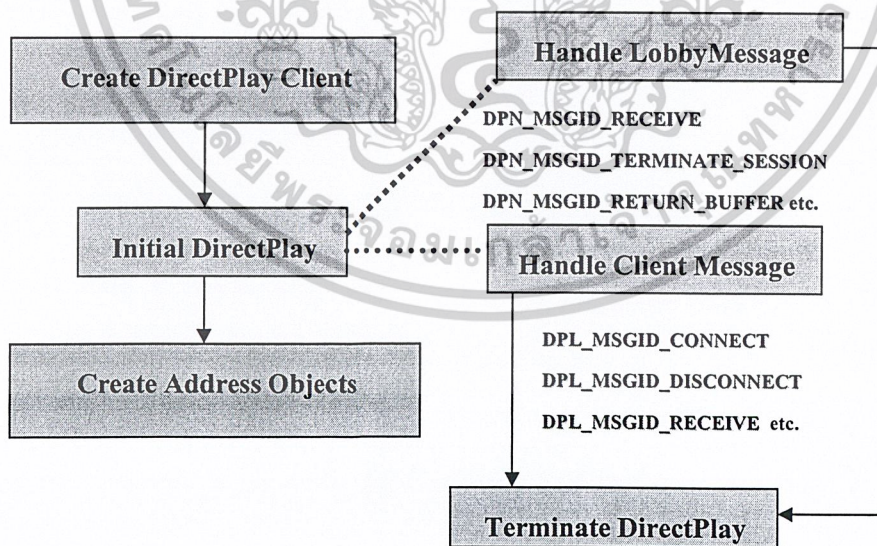 Create DirectPlay Client
Handle LobbyMessage
DPN_MSGID_RECEIVE
DPN_MSGID_TERMINATE_SESSION
DPN_MSGID_RETURN_BUFFER etc.
Initial DirectPlay
Handle Client Message
DPL_MSGID_CONNECT
DPL_MSGID_DISCONNECT
DPL_MSGID_RECEIVE etc.
Create Address Objects
Terminate DirectPlay